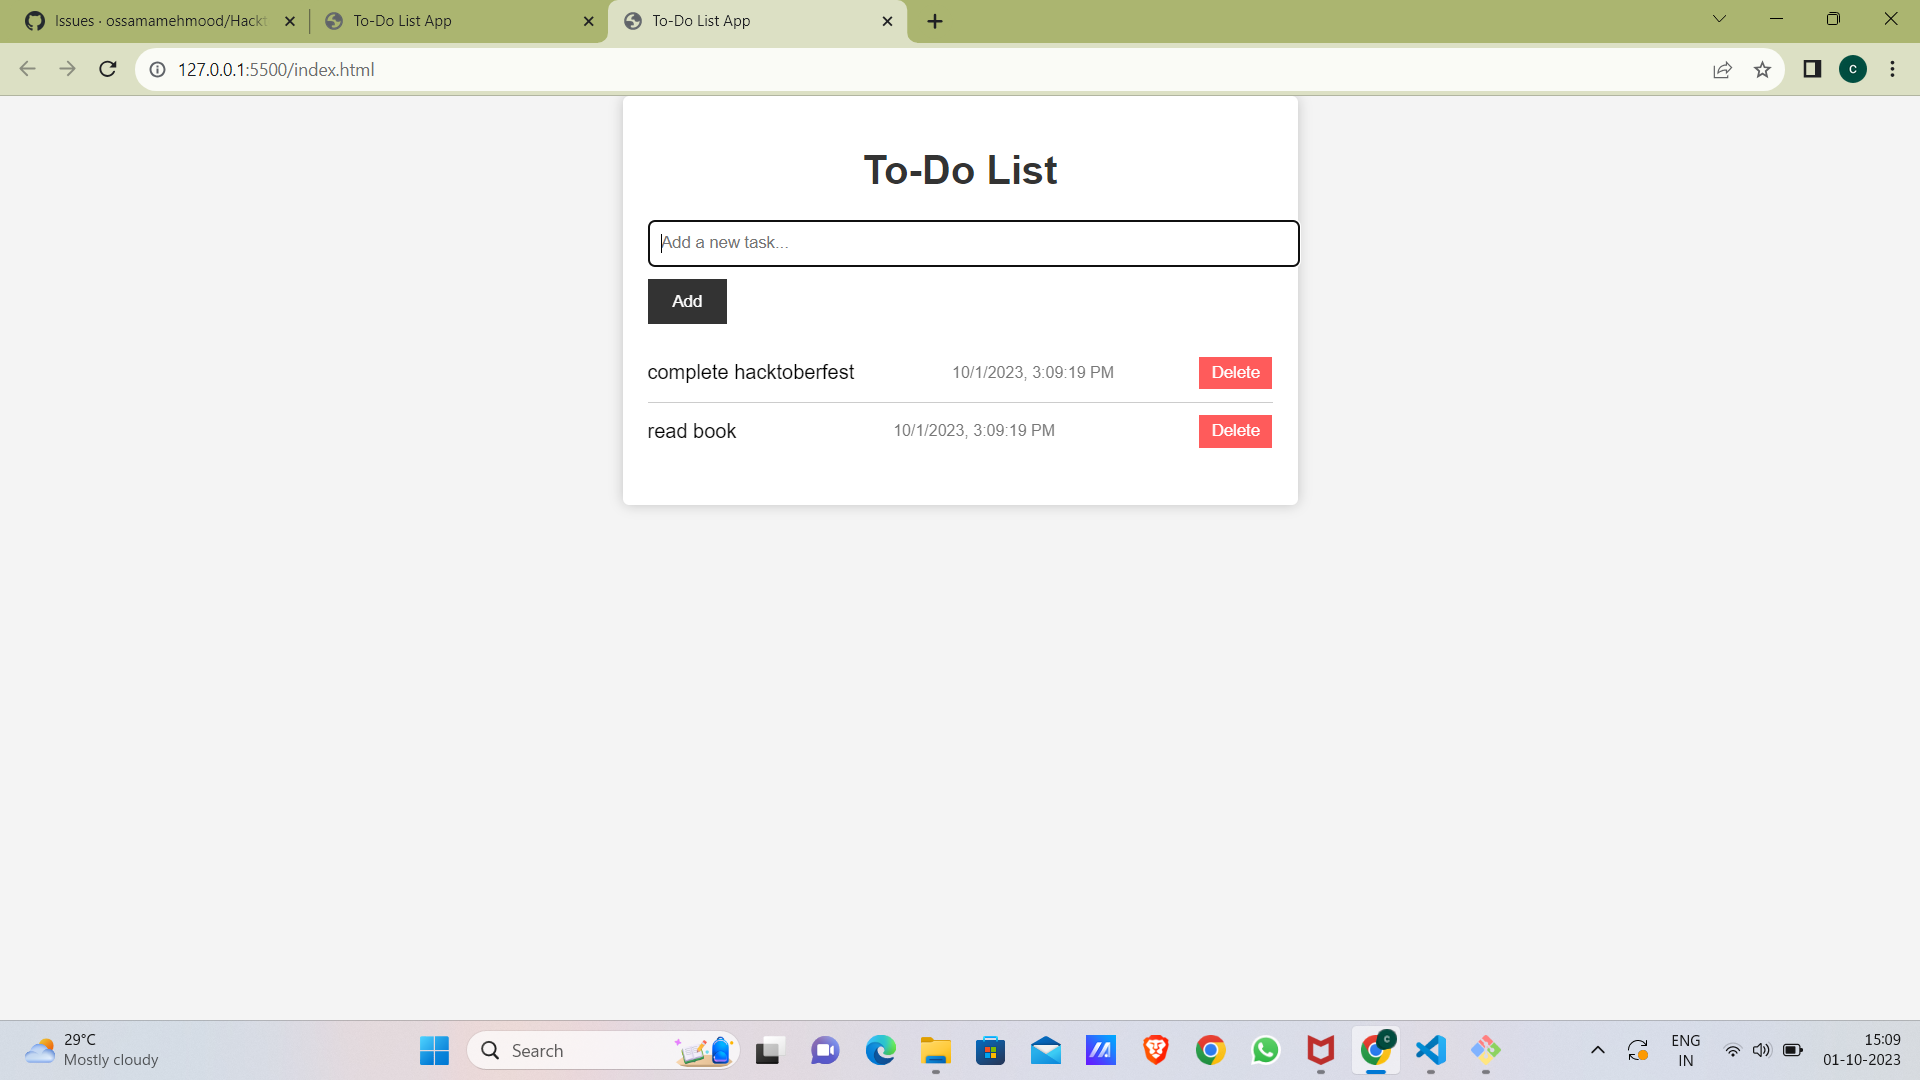 Issues · ossamamehmood/Hackt
To-Do List App
To-Do List App
127.0.0.1:5500/index.html
C
To-Do List
Add a new task...
Add
complete hacktoberfest 10/1/2023, 3:09:19 PM Delete
read book 10/1/2023, 3:09:19 PM Delete
29°C
Mostly cloudy
Search
C
ENG
IN
15:09
01-10-2023